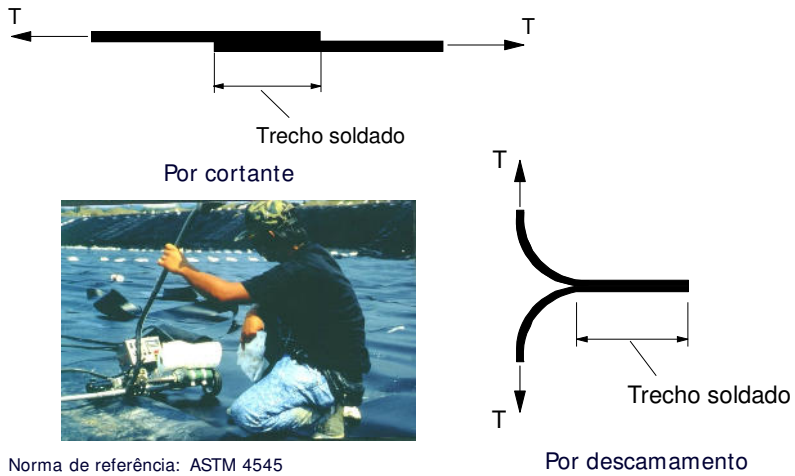 T
T
Trecho soldado
Por cortante
T
T
Trecho soldado
Por descamamento
Norma de referência: ASTM 4545